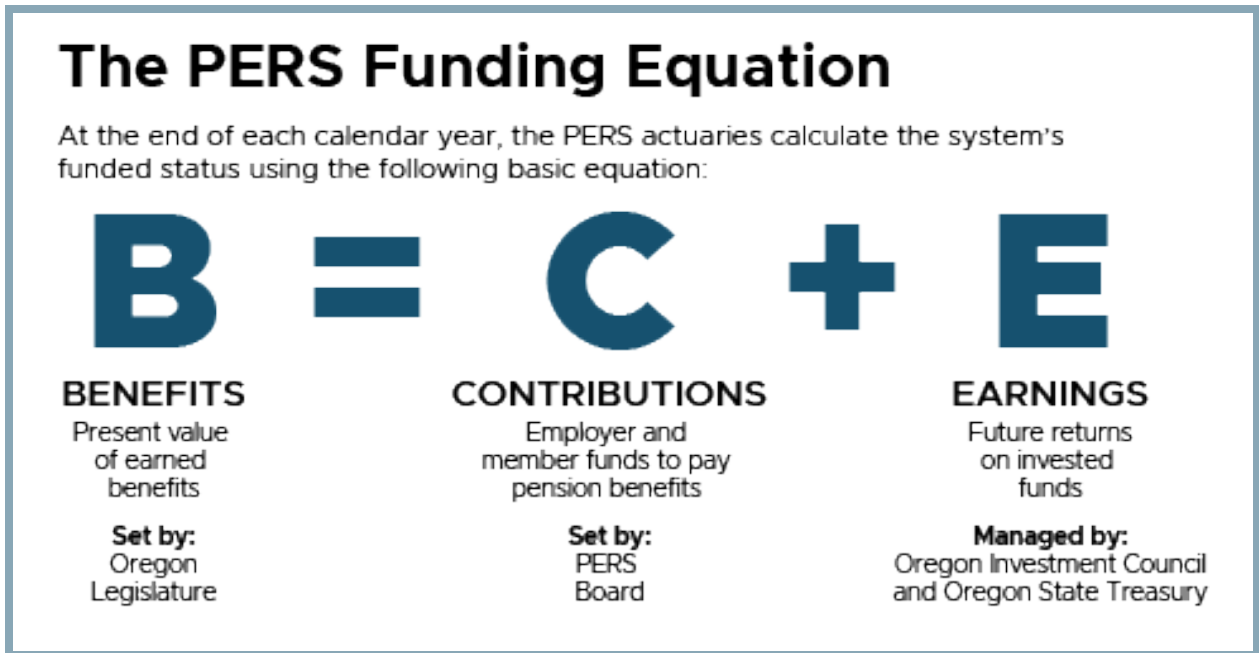 The PERS Funding Equation
At the end of each calendar year, the PERS actuaries calculate the system's
funded status using the following basic equation:
B = C + E
BENEFITS
Present value
of earned
benefits
Set by:
Oregon
Legislature
CONTRIBUTIONS
Employer and
member funds to pay
pension benefits
Set by:
PERS
Board
EARNINGS
Future returns
on invested
funds
Managed by:
Oregon Investment Council
and Oregon State Treasury